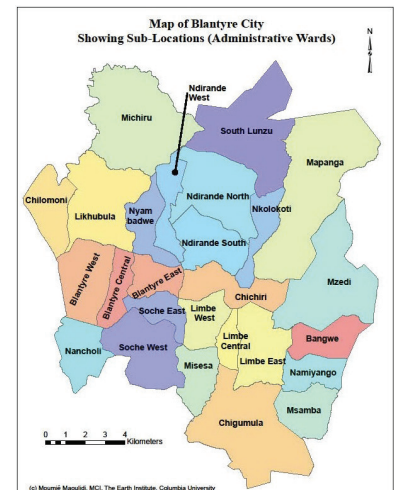 Map of Blantyre City
Showing Sub-Locations (Administrative Wards)
N
Ndirande
West
Michiru
South Lunzu
Mapanga
Chilomoni
Likhubula
Nyam
badwe
Ndirande North
Nkolokoti
Ndirande South
Blantyre West
Blantyre Central
Blantyre East
Chichiri
Mzedi
Soche East
Limbe
West
Nancholi
Soche West
Limbe
Central
Bangwe
Misesa
Limbe East
Namiyango
Msamba
Chigumula
0 1 2 3 4
Kilometers
(c) Moumié Maoulidi, MCI, The Earth Institute, Columbia University